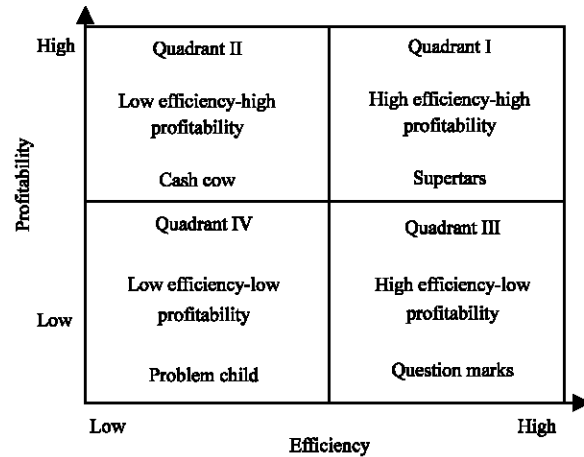 High
Profitability
Low
Quadrant II
Low efficiency-high
profitability
Cash cow
Quadrant I
High efficiency-high
profitability
Supertars
Quadrant IV
Low efficiency-low
profitability
Problem child
Quadrant III
High efficiency-low
profitability
Question marks
Low
High
Efficiency